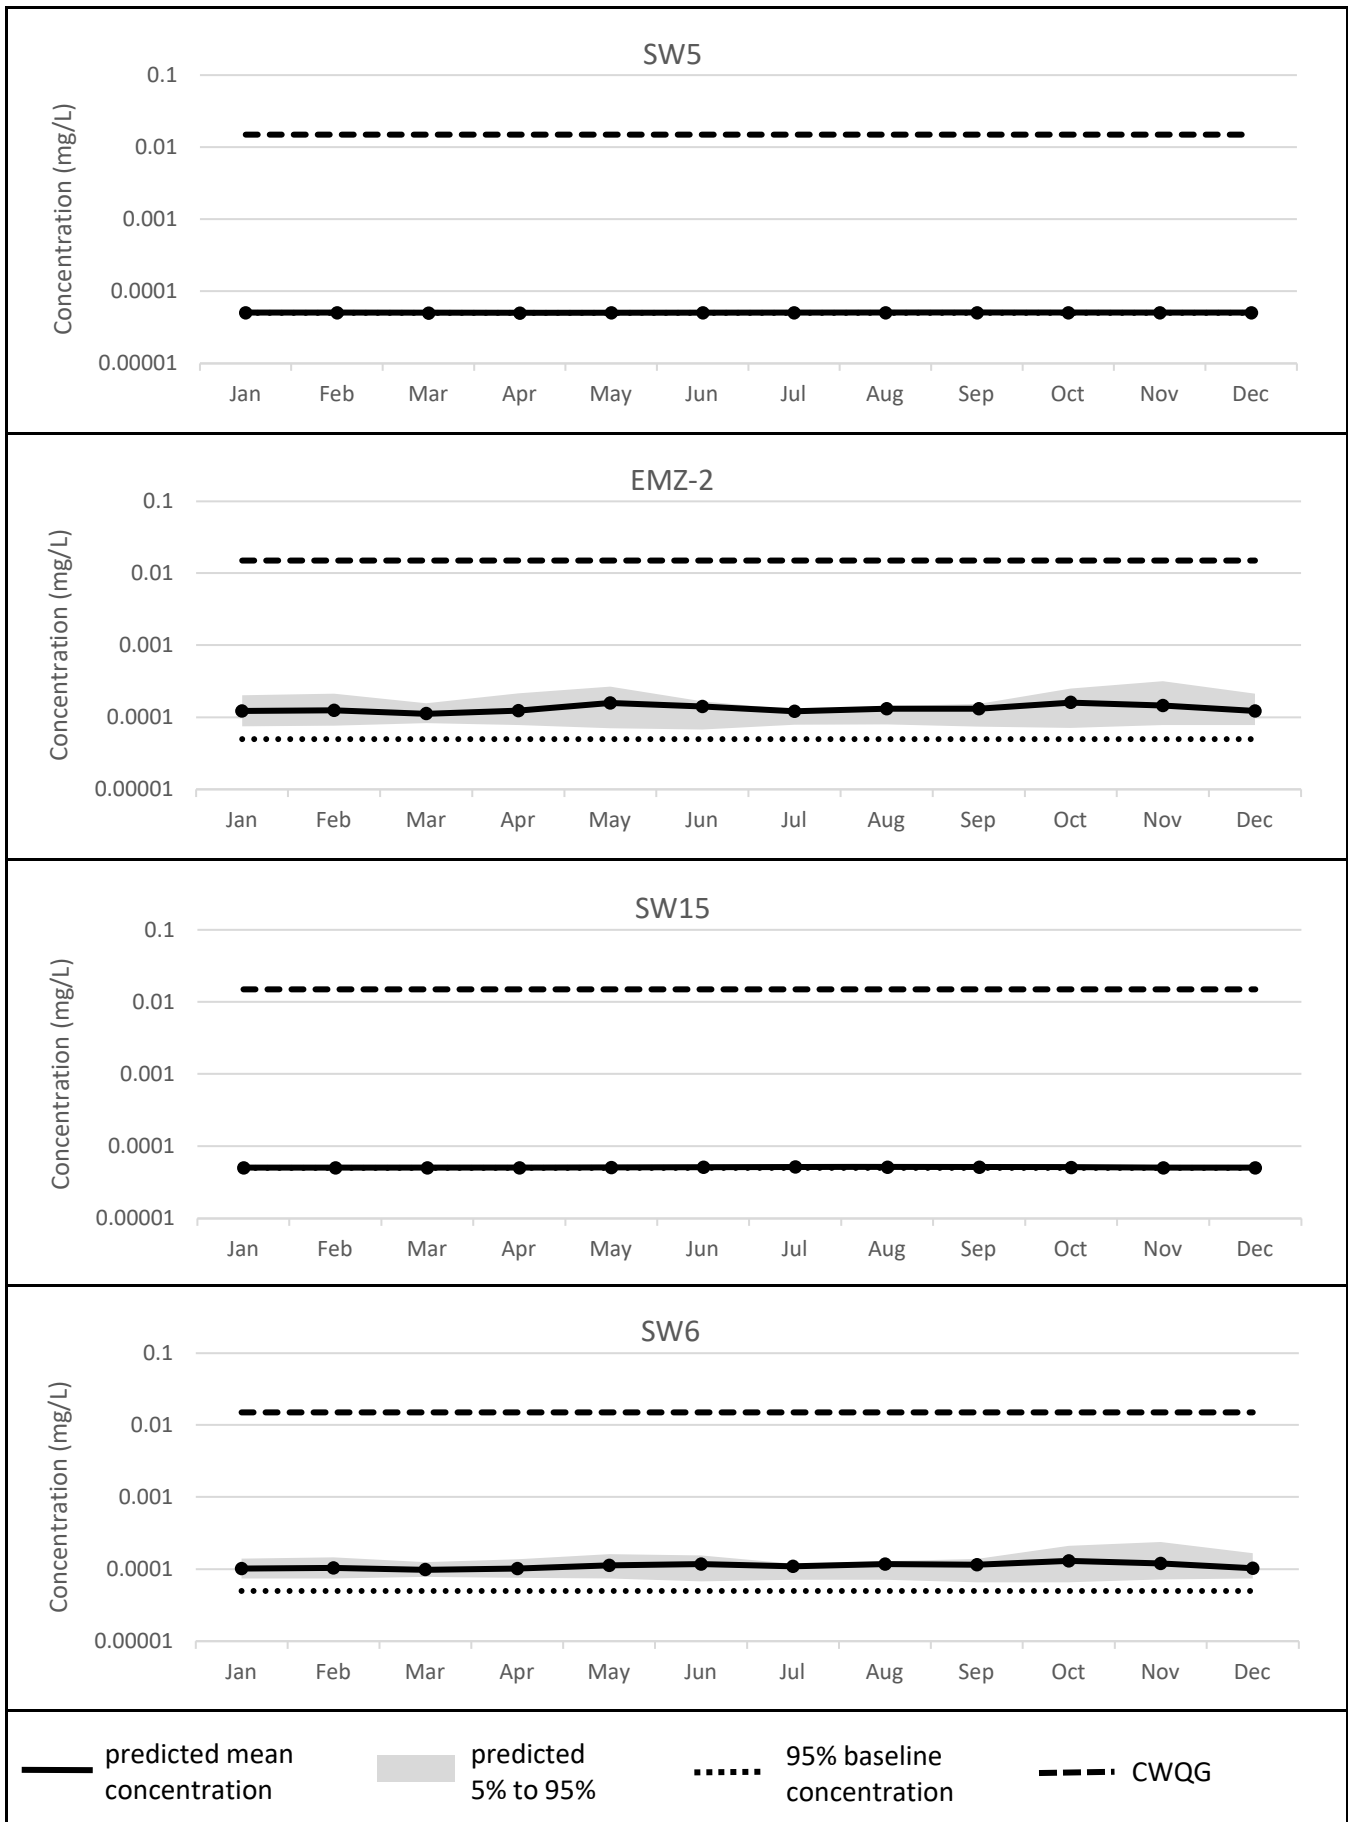 SW5
Concentration (mg/L)
0.1
0.01
0.001
0.0001
0.00001
Jan Feb Mar Apr May Jun Jul Aug Sep Oct Nov Dec
EMZ-2
Concentration (mg/L)
0.1
0.01
0.001
0.0001
0.00001
Jan Feb Mar Apr May Jun Jul Aug Sep Oct Nov Dec
SW15
Concentration (mg/L)
0.1
0.01
0.001
0.0001
0.00001
Jan Feb Mar Apr May Jun Jul Aug Sep Oct Nov Dec
SW6
Concentration (mg/L)
0.1
0.01
0.001
0.0001
0.00001
Jan Feb Mar Apr May Jun Jul Aug Sep Oct Nov Dec
predicted mean
concentration
predicted
5% to 95%
95% baseline
concentration
CWQG